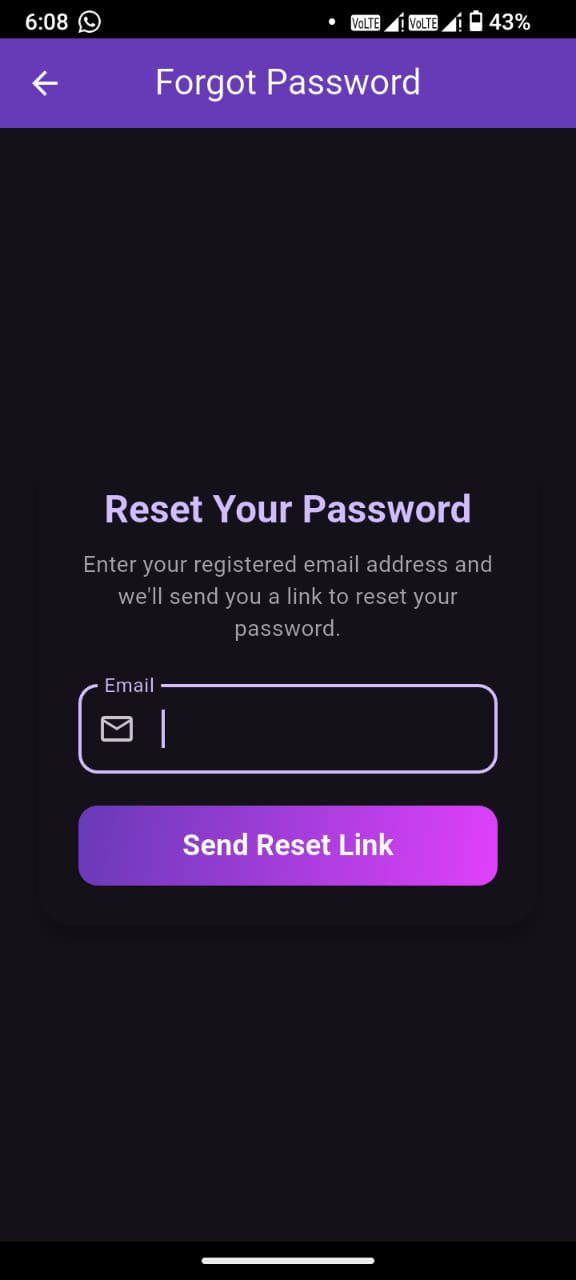 6:08 VoLTE VoLTE 43%
Forgot Password
Reset Your Password
Enter your registered email address and
we'll send you a link to reset your
password.
Email
Send Reset Link